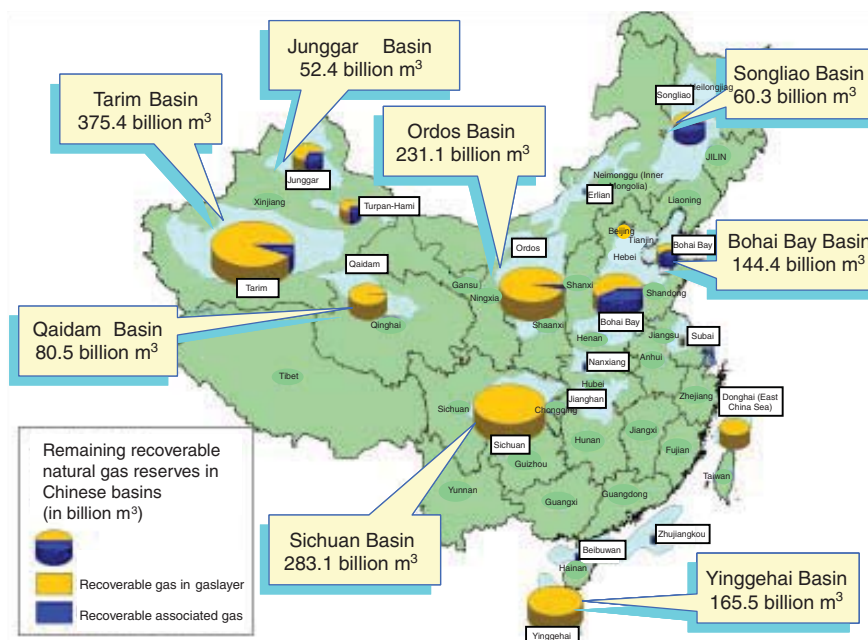 Junggar Basin
52.4 billion m³
Tarim Basin
375.4 billion m³
Ordos Basin
231.1 billion m³
Songliao Basin
60.3 billion m³
Bohai Bay Basin
144.4 billion m³
Qaidam Basin
80.5 billion m³
Sichuan Basin
283.1 billion m³
Yinggehai Basin
165.5 billion m³
Songliao
JILIN
Neimonggu (Inner
Mongolia)
Erlian
Liaoning
Junggar
Xinjiang
Turpan-Hami
Tarim
Qaidam
Qinghai
Gansu
Ningxia
Ordos
Shaanxi
Shanxi
Beijing
Tianjin
Hebei
Bohai Bay
Shandong
Bohai Bay
Henan
Jiangsu
Subai
Anhui
Nanxiang
Hubei
Jianghan
Zhejiang
Donghai (East
China Sea)
Tibet
Sichuan
Chongqing
Sichuan
Hunan
Jiangxi
Fujian
Guizhou
Taiwan
Yunnan
Guangxi
Guangdong
Zhujiangkou
Beibuwan
Hainan
Yinggehai
Remaining recoverable
natural gas reserves in
Chinese basins
(in billion m³)
Recoverable gas in gaslayer
Recoverable associated gas